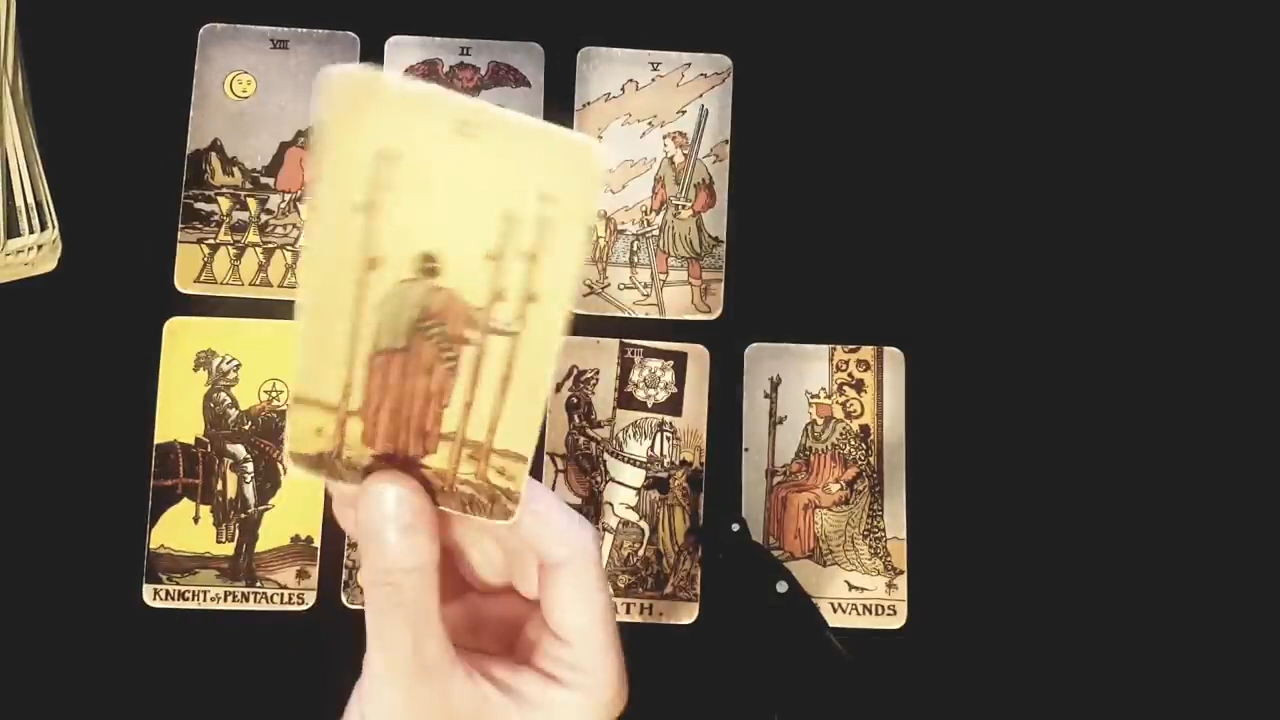 VIII
II
V
XIII
KNIGHT of PENTACLES.
ATH.
WANDS